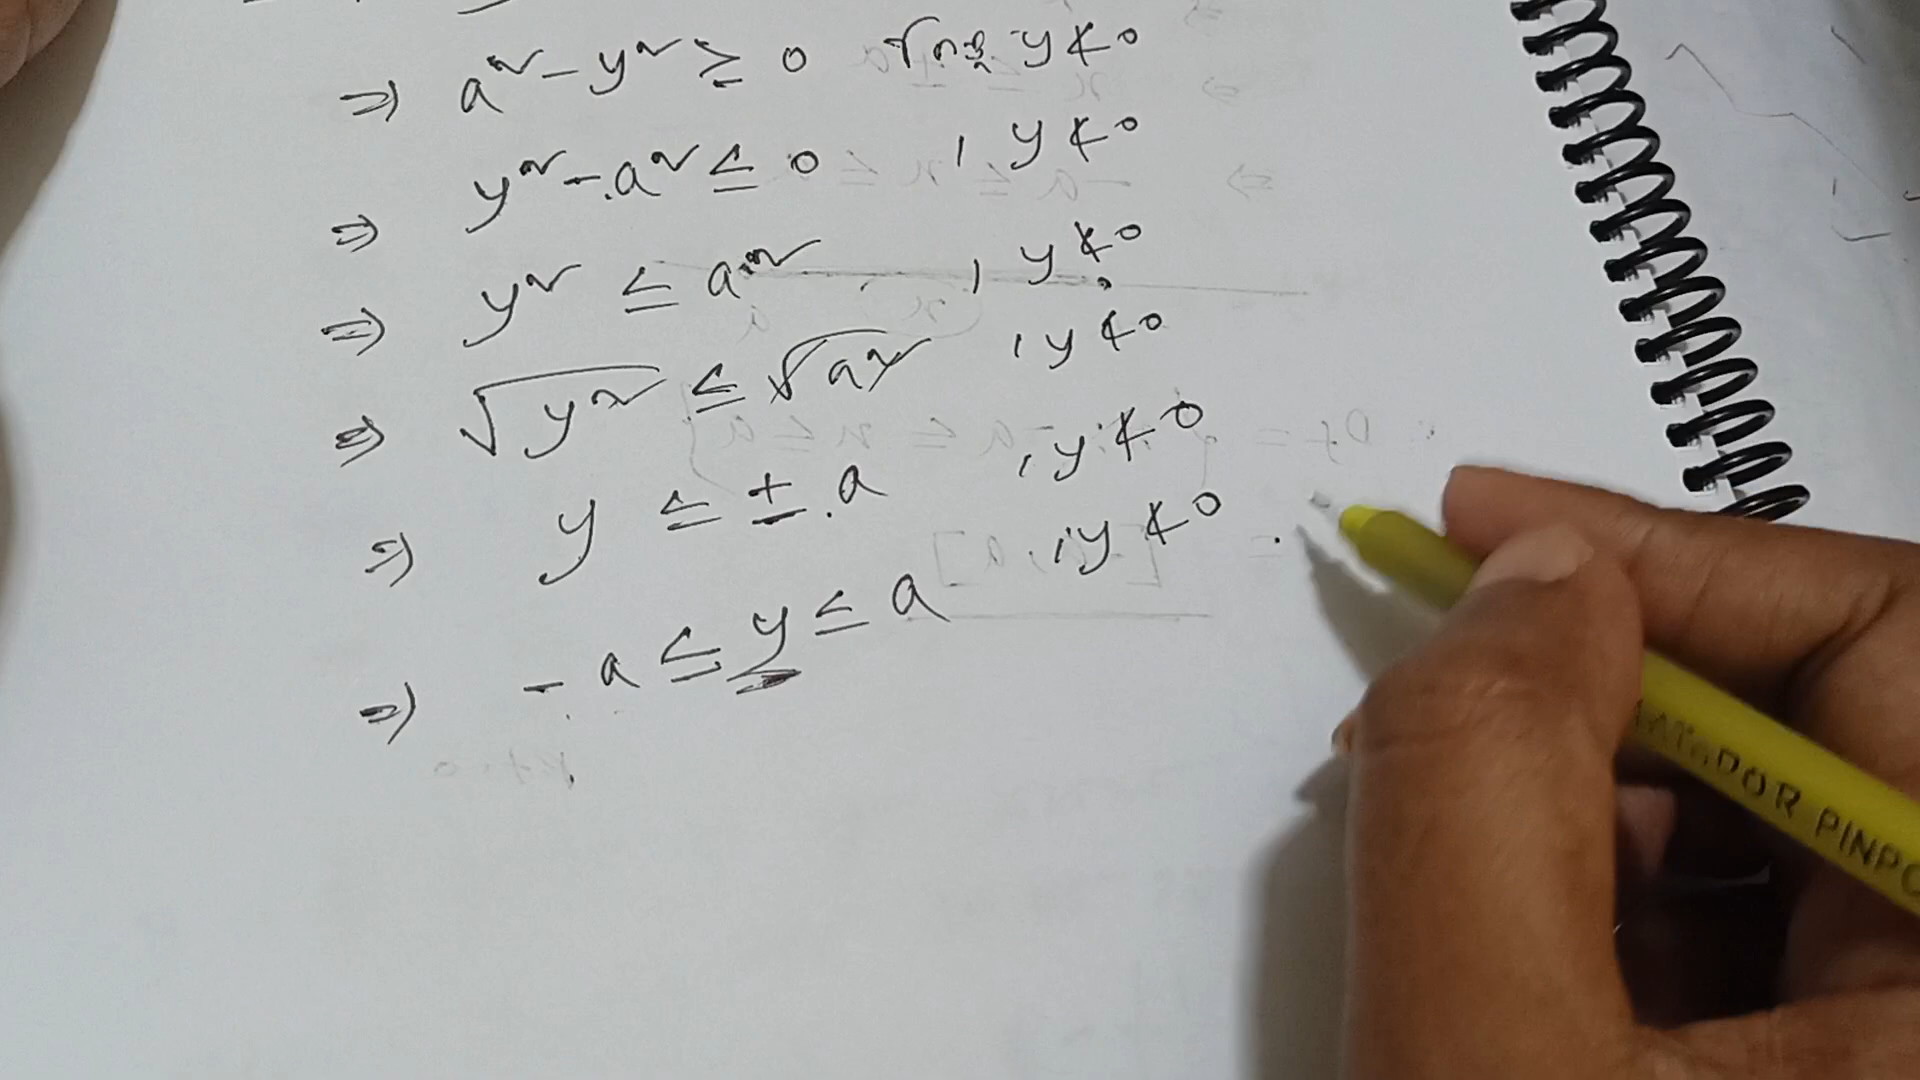 ⇒ a² - y² ≥ 0 y ≮ 0
⇒ y² - a² ≤ 0 , y ≮ 0
⇒ y² ≤ a² , y ≮ 0
⇒ √y² ≤ √a² , y ≮ 0
⇒ y ≤ ± a , y ≮ 0
⇒ - a ≤ y ≤ a , y ≮ 0
MATADOR PINPO